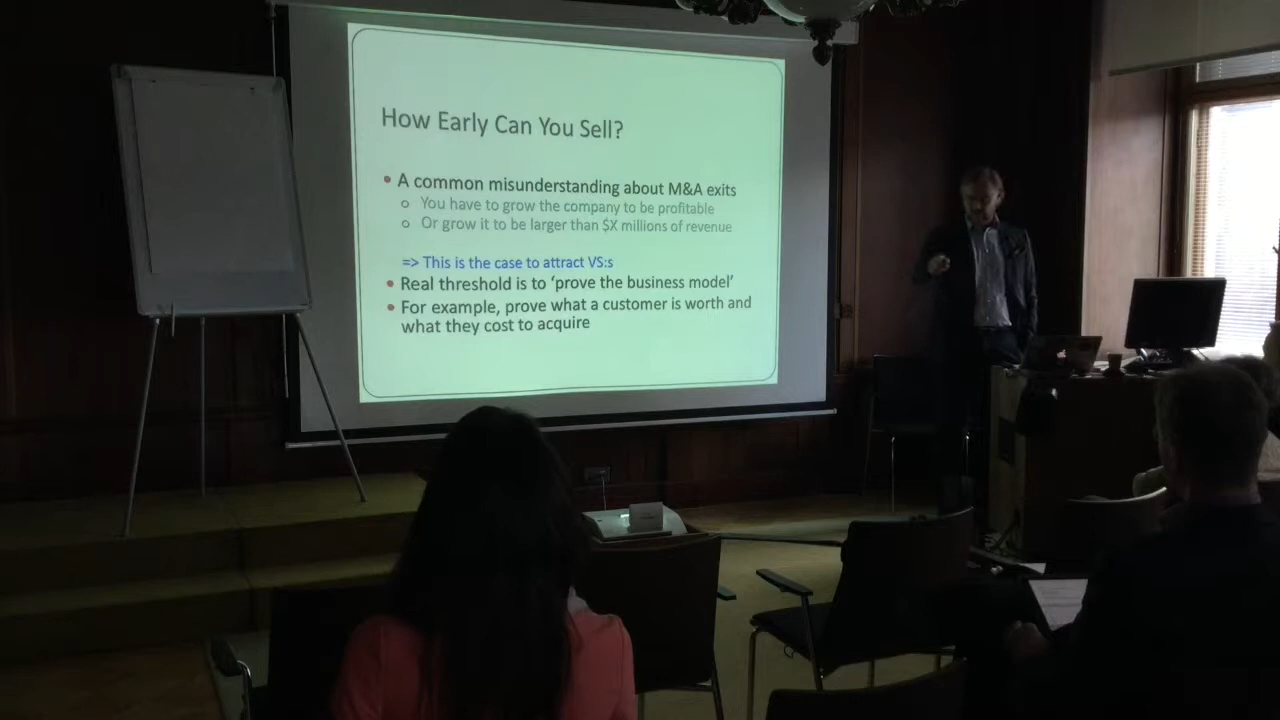 How Early Can You Sell?
• A common misunderstanding about M&A exits
o You have to grow the company to be profitable
o Or grow it to be larger than $X millions of revenue
=> This is the case to attract VS:s
• Real threshold is to ‘prove the business model’
• For example, prove what a customer is worth and
what they cost to acquire